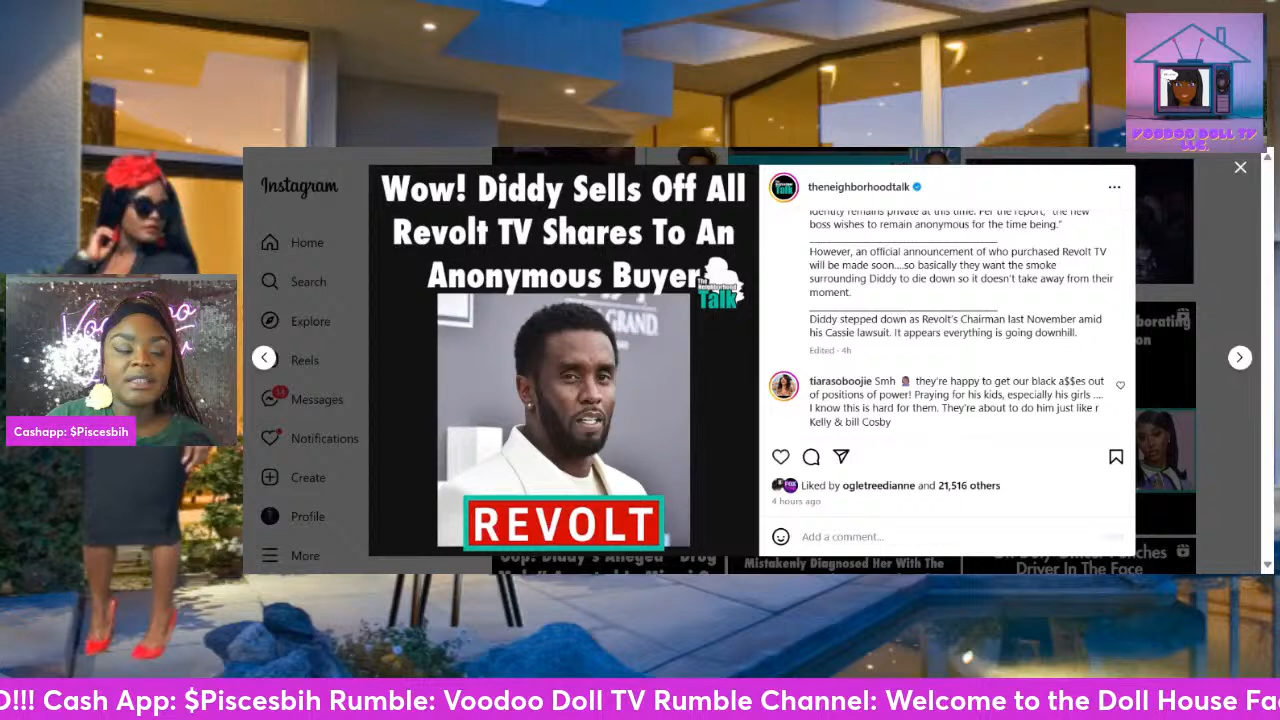 VOODOO DOLL TV
LLC.
Instagram
Home
Search
Explore
Reels
Messages
Notifications
Create
Profile
More
Wow! Diddy Sells Off All
Revolt TV Shares To An
Anonymous Buyer
The Neighborhood
Talk
GRAND.
REVOLT
theneighborhoodtalk
identity remains private at this time. Per the report, "the new
boss wishes to remain anonymous for the time being."
However, an official announcement of who purchased Revolt TV
will be made soon....so basically they want the smoke
surrounding Diddy to die down so it doesn't take away from their
moment.
Diddy stepped down as Revolt's Chairman last November amid
his Cassie lawsuit. It appears everything is going downhill.
Edited · 4h
tiarasoboojie Smh 🤦🏾‍♀️ they're happy to get our black a$$es out
of positions of power! Praying for his kids, especially his girls ....
I know this is hard for them. They're about to do him just like r
Kelly & bill Cosby
Liked by ogletreedianne and 21,516 others
4 hours ago
Add a comment...
Mistakenly Diagnosed Her With The
Driver In The Face
Cashapp: $Piscesbih
D!!! Cash App: $Piscesbih Rumble: Voodoo Doll TV Rumble Channel: Welcome to the Doll House Fa